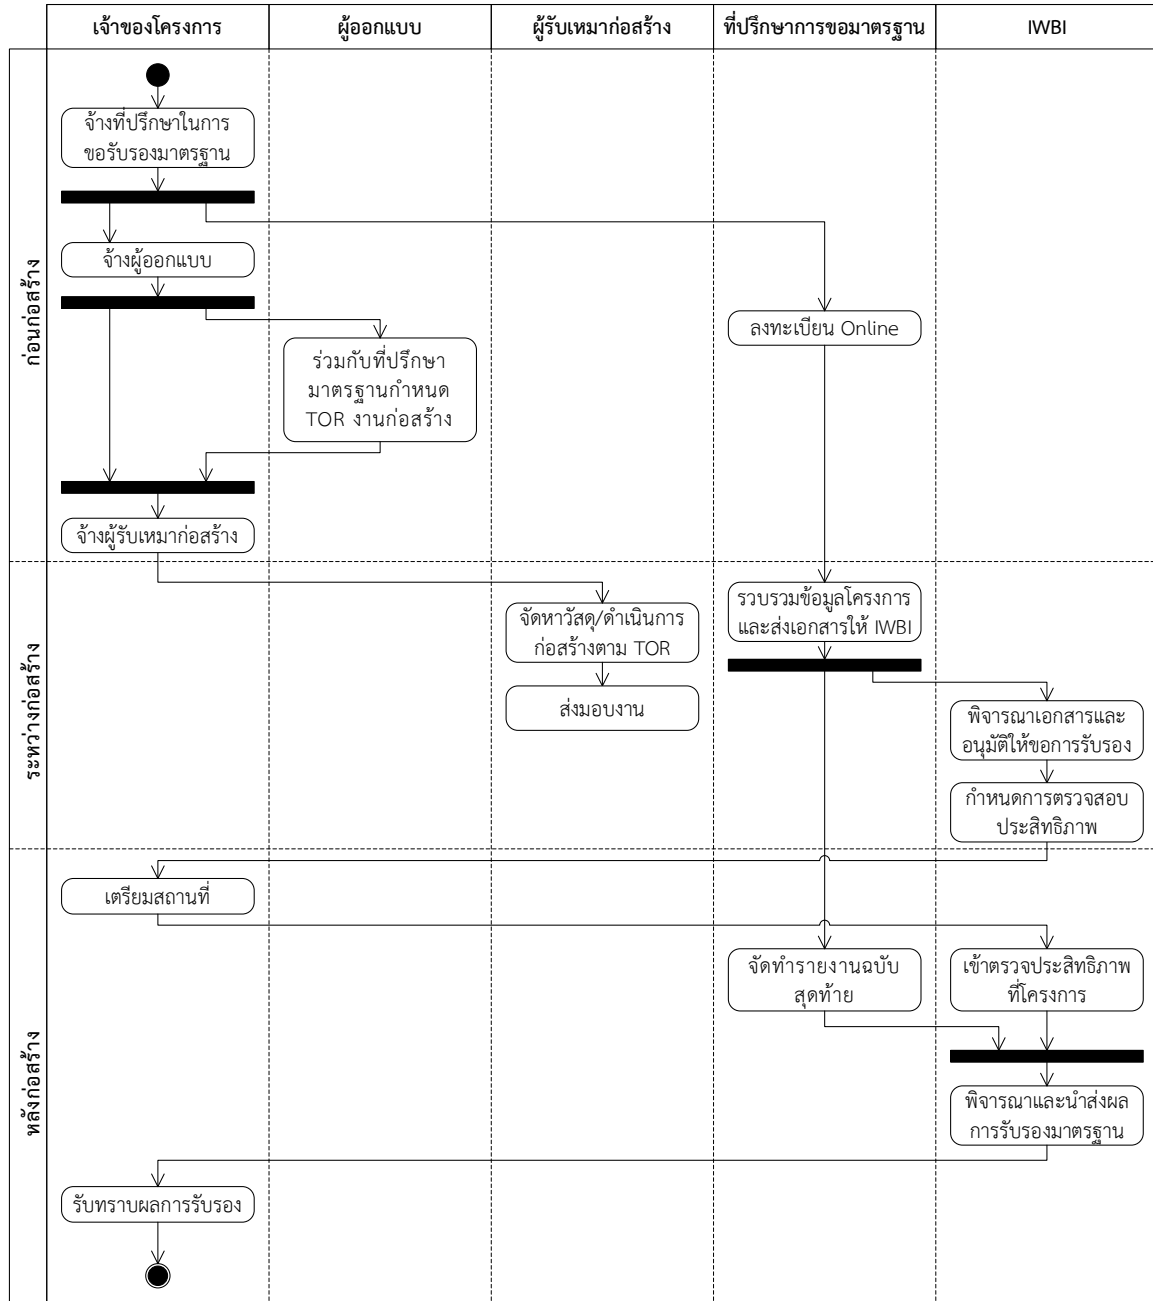 เจ้าของโครงการ
ผู้ออกแบบ
ผู้รับเหมาก่อสร้าง
ที่ปรึกษาการขอมาตรฐาน
IWBI
ก่อนก่อสร้าง
จ้างที่ปรึกษาในการ
ขอรับรองมาตรฐาน
จ้างผู้ออกแบบ
ร่วมกับที่ปรึกษา
มาตรฐานกำหนด
TOR งานก่อสร้าง
ลงทะเบียน Online
จ้างผู้รับเหมาก่อสร้าง
ระหว่างก่อสร้าง
จัดหาวัสดุ/ดำเนินการ
ก่อสร้างตาม TOR
ส่งมอบงาน
รวบรวมข้อมูลโครงการ
และส่งเอกสารให้ IWBI
พิจารณาเอกสารและ
อนุมัติให้ขอการรับรอง
กำหนดการตรวจสอบ
ประสิทธิภาพ
หลังก่อสร้าง
เตรียมสถานที่
จัดทำรายงานฉบับ
สุดท้าย
เข้าตรวจประสิทธิภาพ
ที่โครงการ
พิจารณาและนำส่งผล
การรับรองมาตรฐาน
รับทราบผลการรับรอง